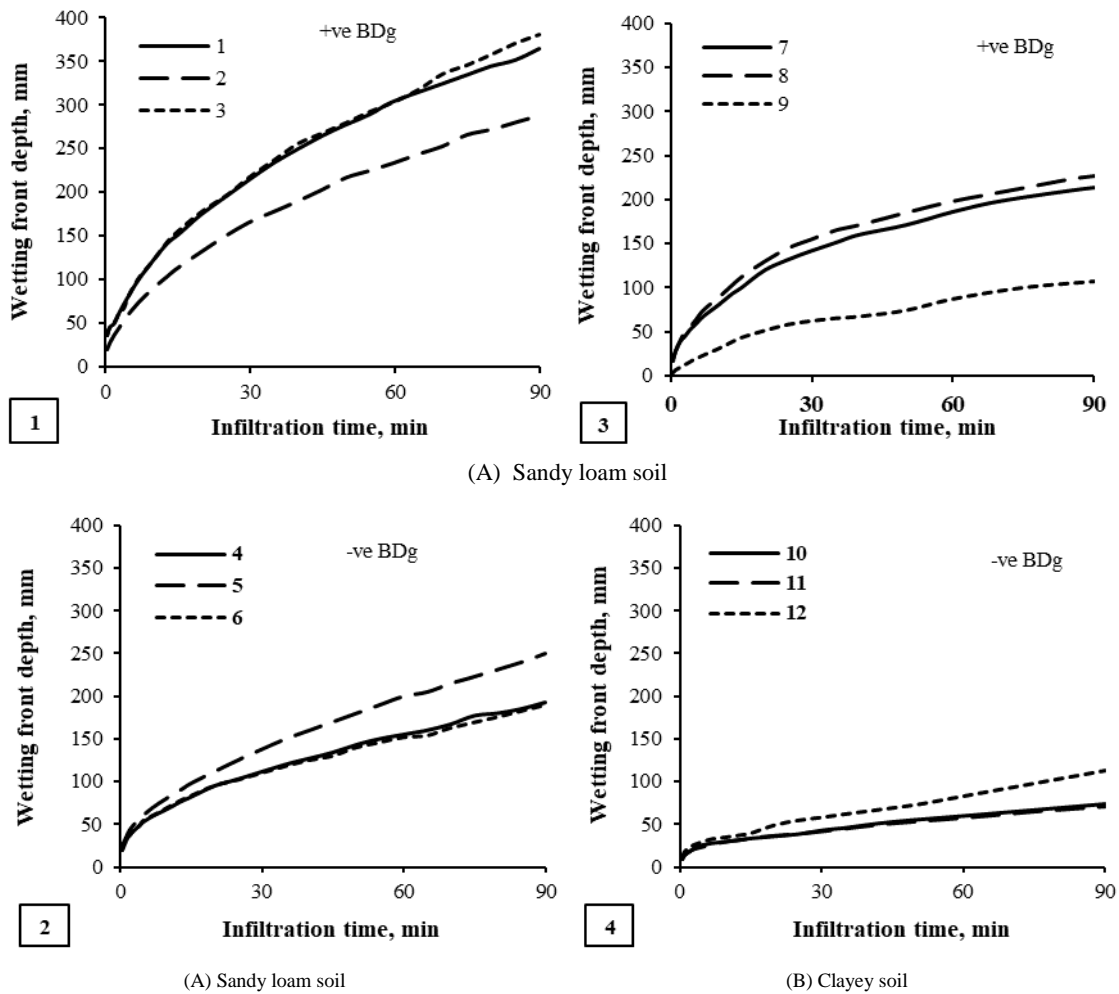 400
350
300
250
200
150
100
50
0
Wetting front depth, mm
+ve BDg
1
2
3
0 30 60 90
Infiltration time, min
1
400
350
300
250
200
150
100
50
0
Wetting front depth, mm
+ve BDg
7
8
9
0 30 60 90
Infiltration time, min
3
(A) Sandy loam soil
400
350
300
250
200
150
100
50
0
Wetting front depth, mm
-ve BDg
4
5
6
0 30 60 90
Infiltration time, min
2
400
350
300
250
200
150
100
50
0
Wetting front depth, mm
-ve BDg
10
11
12
0 30 60 90
Infiltration time, min
4
(A) Sandy loam soil
(B) Clayey soil